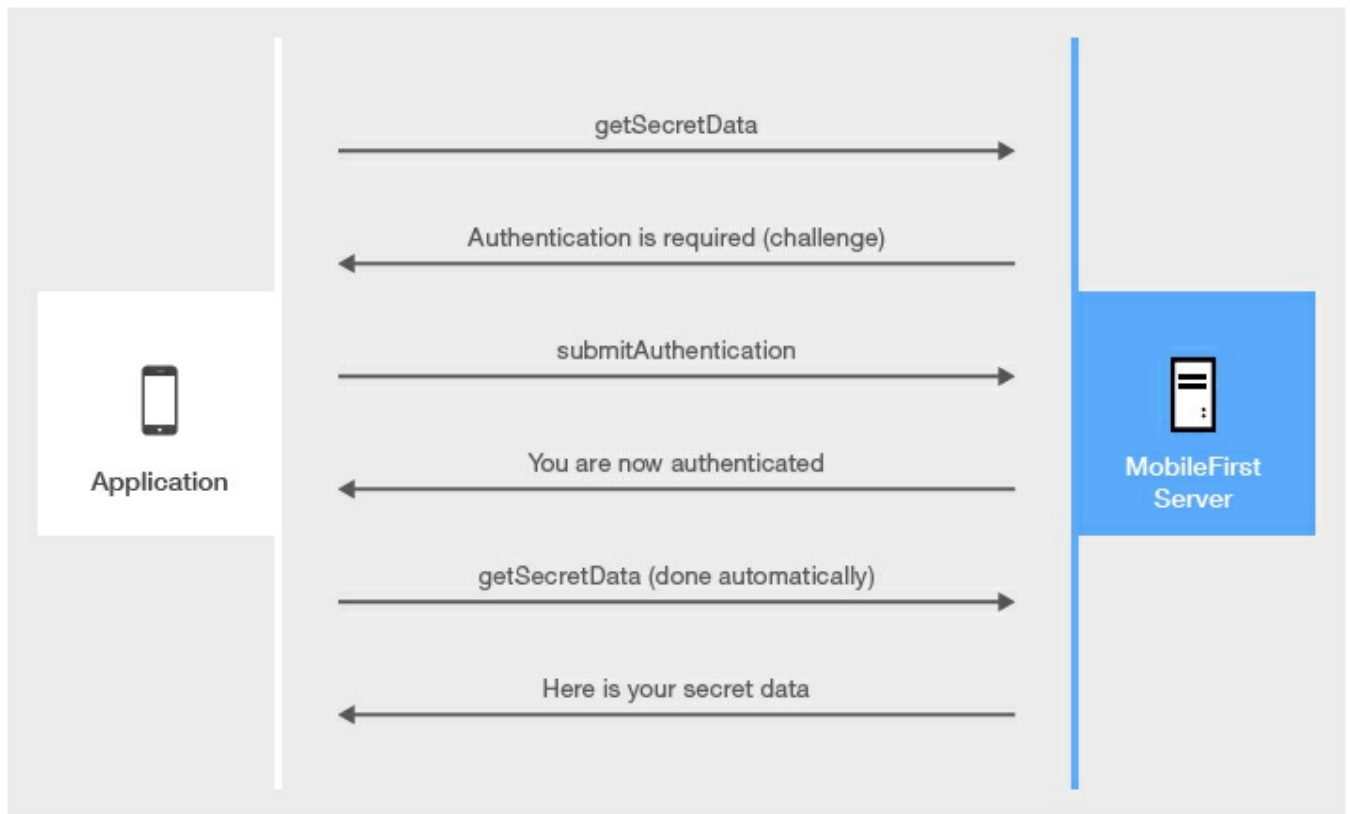 getSecretData
Authentication is required (challenge)
submitAuthentication
You are now authenticated
getSecretData (done automatically)
Here is your secret data
Application
MobileFirst
Server